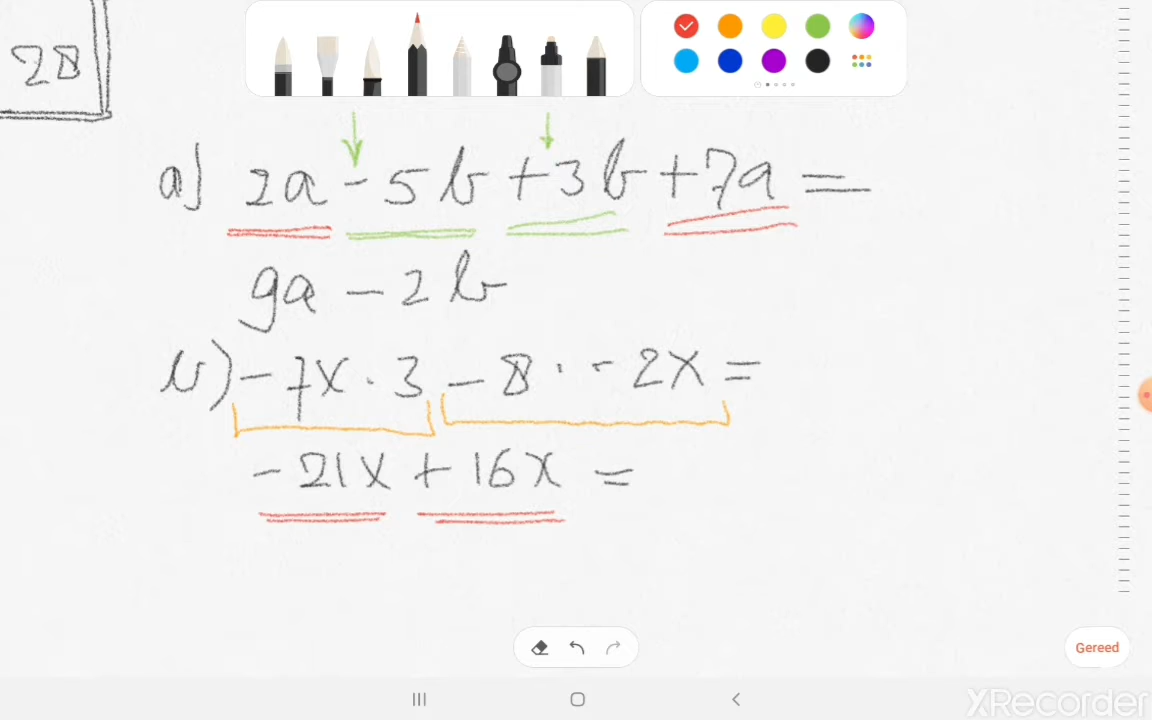 28
a) 2a - 5b + 3b + 7a =
9a - 2b
b) - 7x · 3 - 8 · - 2x =
- 21x + 16x =
Gereed
XRecorder